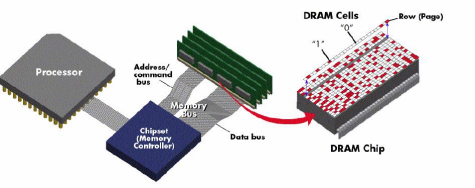 Processor
Address/
command
bus
Memory
Bus
Chipset
(Memory
Controller)
Data bus
DRAM Cells
"0"
"1"
Row (Page)
DRAM Chip